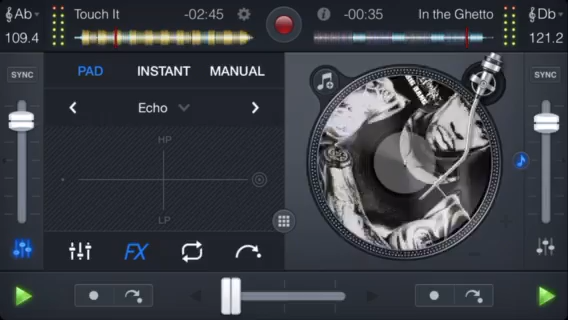 Ab
Touch It
-02:45
-00:35
In the Ghetto
Db
109.4
121.2
SYNC
PAD
INSTANT
MANUAL
SYNC
Echo
HP
LP
FX